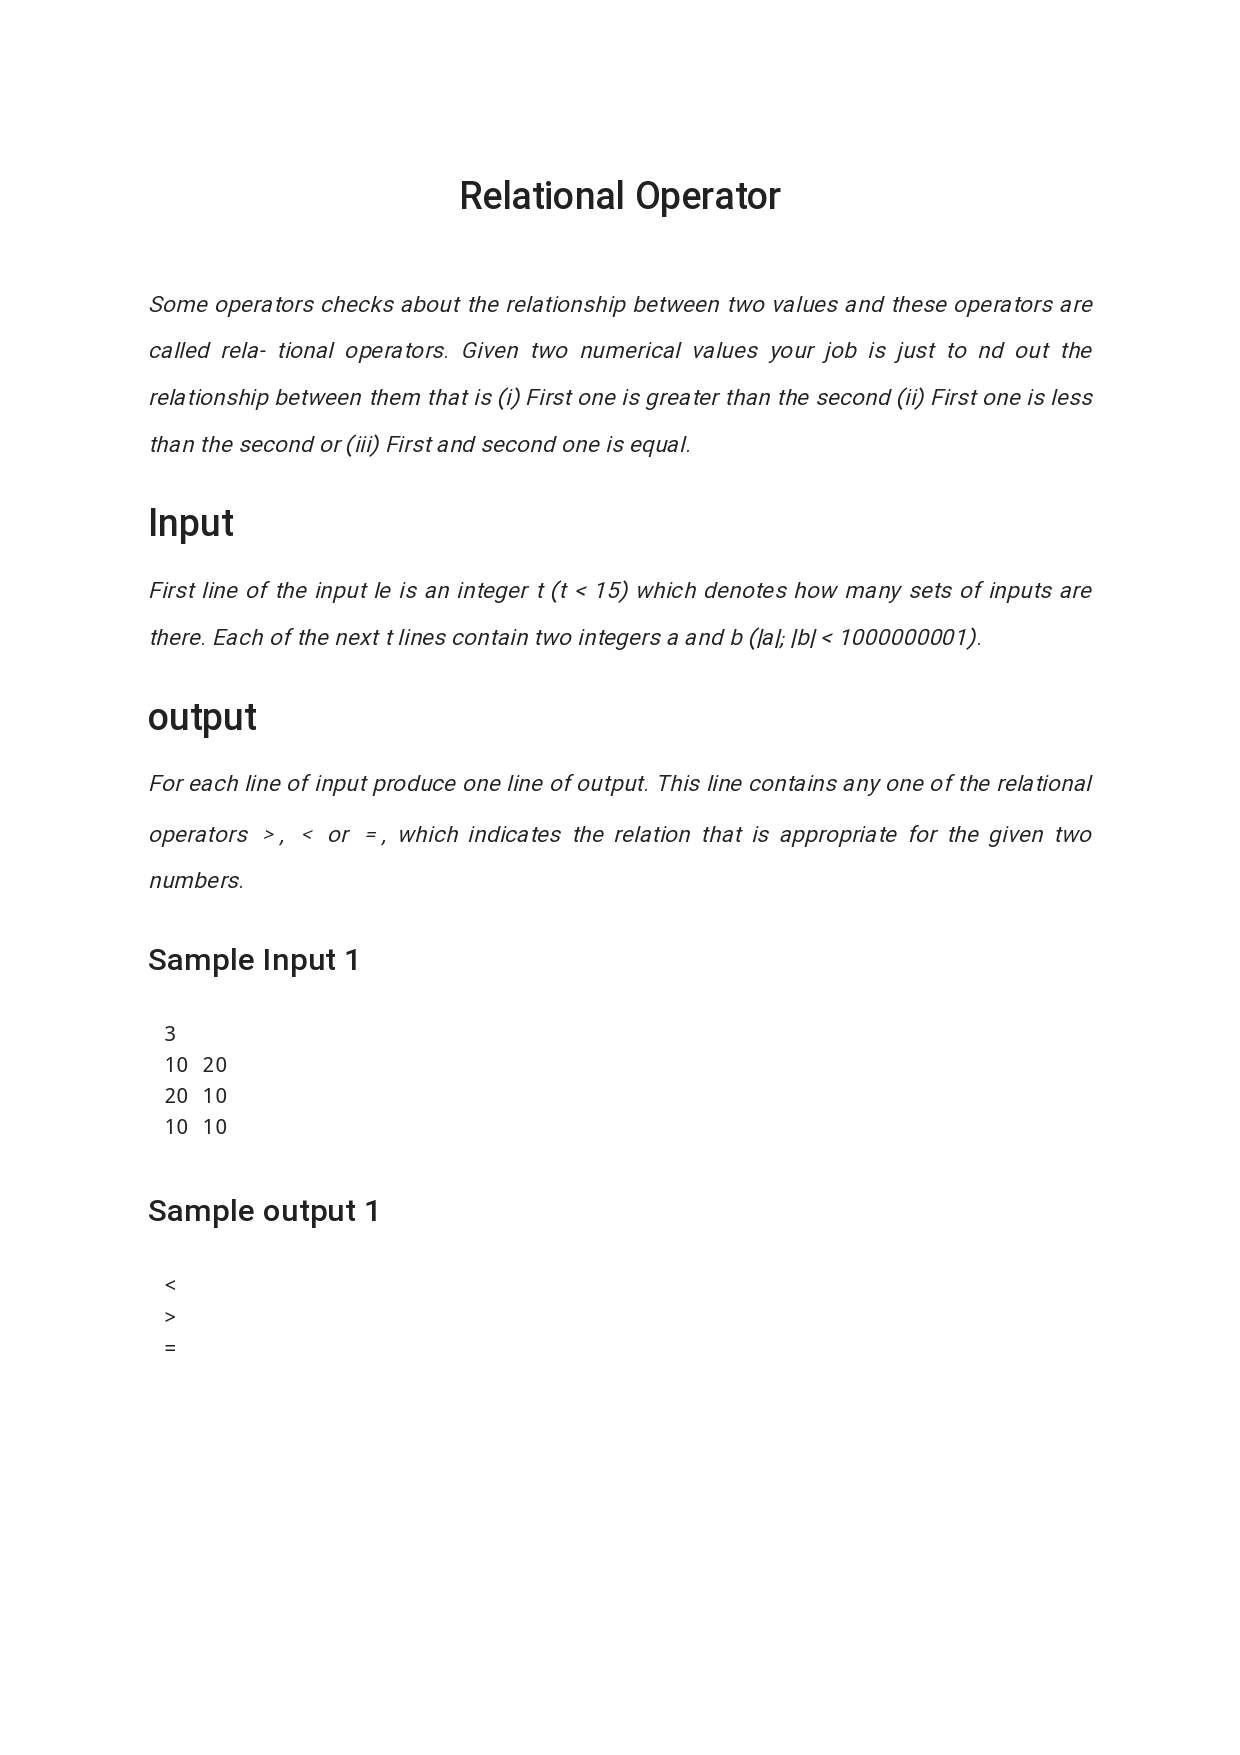 Relational Operator
Some operators checks about the relationship between two values and these operators are
called rela- tional operators. Given two numerical values your job is just to nd out the
relationship between them that is (i) First one is greater than the second (ii) First one is less
than the second or (iii) First and second one is equal.
Input
First line of the input le is an integer t (t < 15) which denotes how many sets of inputs are
there. Each of the next t lines contain two integers a and b (|a|; |b| < 1000000001).
output
For each line of input produce one line of output. This line contains any one of the relational
operators >, < or =, which indicates the relation that is appropriate for the given two
numbers.
Sample Input 1
3
10 20
20 10
10 10
Sample output 1
<
>
=